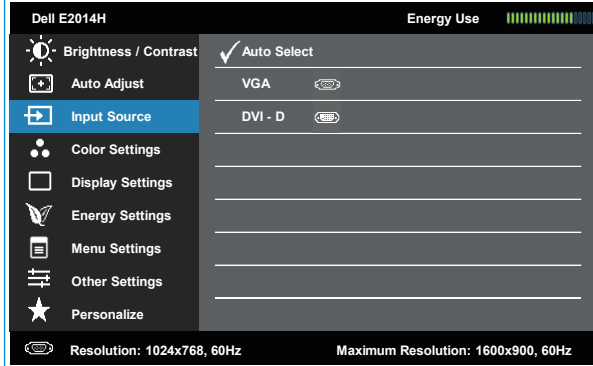 Dell E2014H Energy Use
Brightness / Contrast Auto Select
Auto Adjust VGA
Input Source DVI - D
Color Settings
Display Settings
Energy Settings
Menu Settings
Other Settings
Personalize
Resolution: 1024x768, 60Hz Maximum Resolution: 1600x900, 60Hz